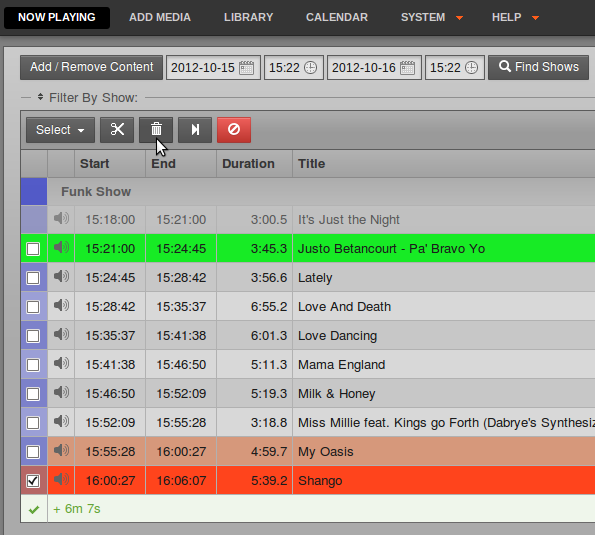 NOW PLAYING ADD MEDIA LIBRARY CALENDAR SYSTEM HELP
Add / Remove Content 2012-10-15 15:22 2012-10-16 15:22 Find Shows
Filter By Show:
Select
Start End Duration Title
Funk Show
15:18:00 15:21:00 3:00.5 It's Just the Night
15:21:00 15:24:45 3:45.3 Justo Betancourt - Pa' Bravo Yo
15:24:45 15:28:42 3:56.6 Lately
15:28:42 15:35:37 6:55.2 Love And Death
15:35:37 15:41:38 6:01.3 Love Dancing
15:41:38 15:46:50 5:11.3 Mama England
15:46:50 15:52:09 5:19.3 Milk & Honey
15:52:09 15:55:28 3:18.8 Miss Millie feat. Kings go Forth (Dabrye's Synthesiz
15:55:28 16:00:27 4:59.7 My Oasis
16:00:27 16:06:07 5:39.2 Shango
+ 6m 7s